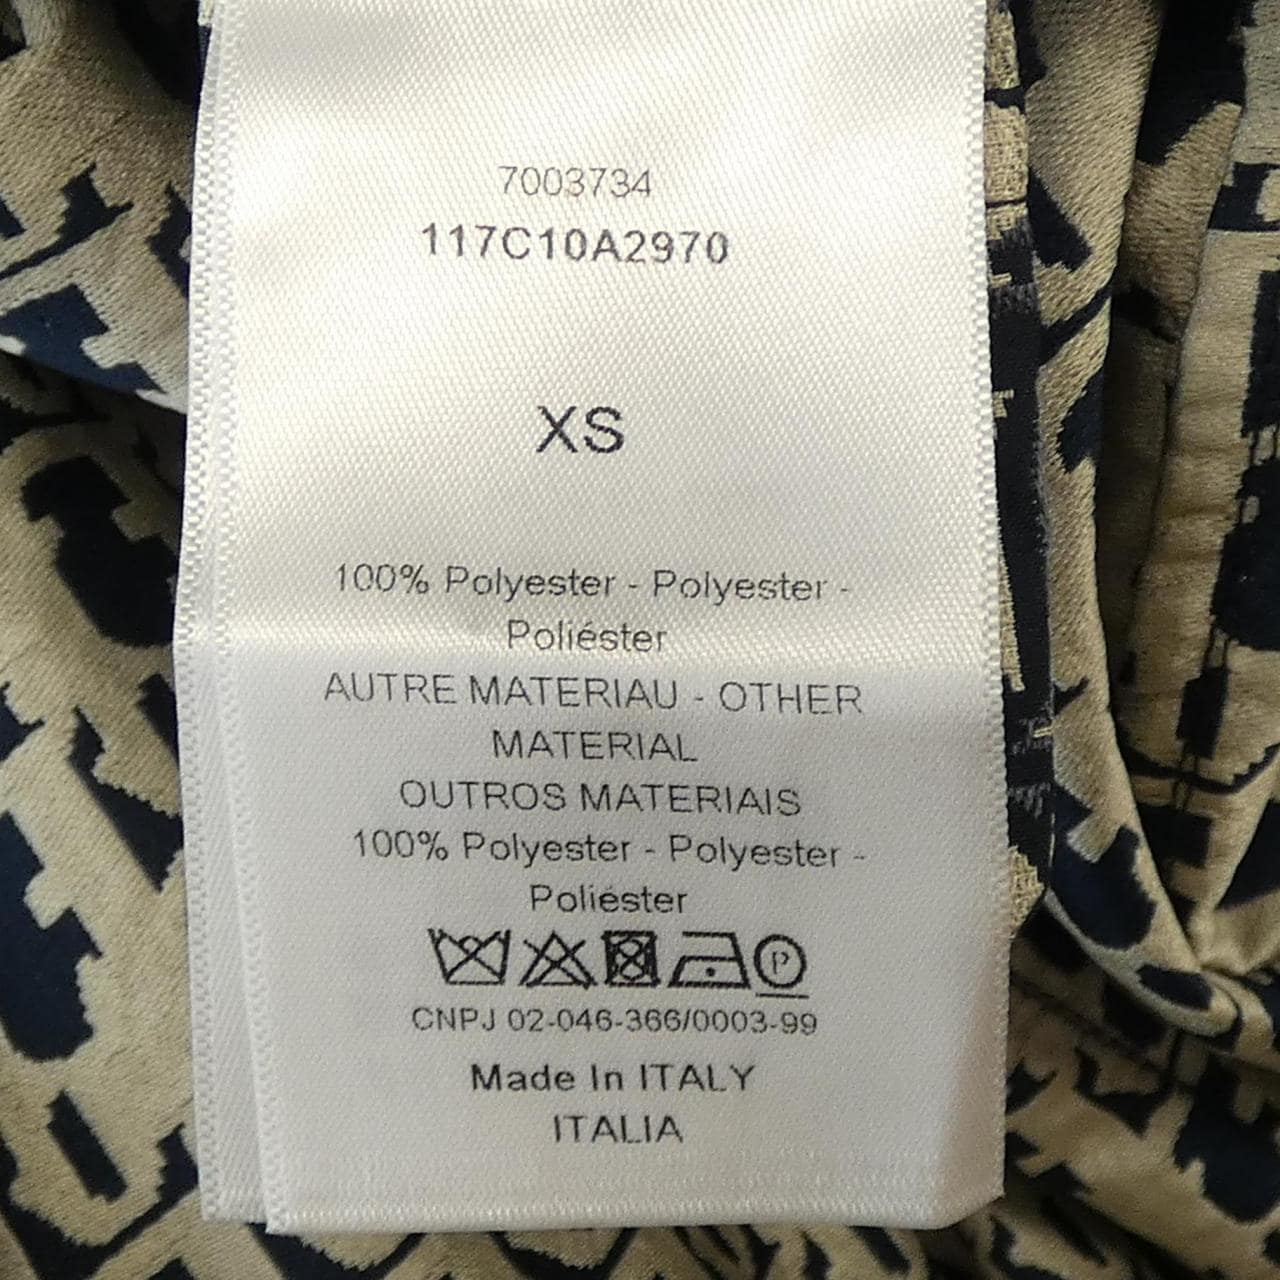 7003734
117C10A2970
XS
100% Polyester - Polyester -
Poliéster
AUTRE MATERIAU - OTHER
MATERIAL
OUTROS MATERIAIS
100% Polyester - Polyester -
Poliéster
P
CNPJ 02-046-366/0003-99
Made In ITALY
ITALIA